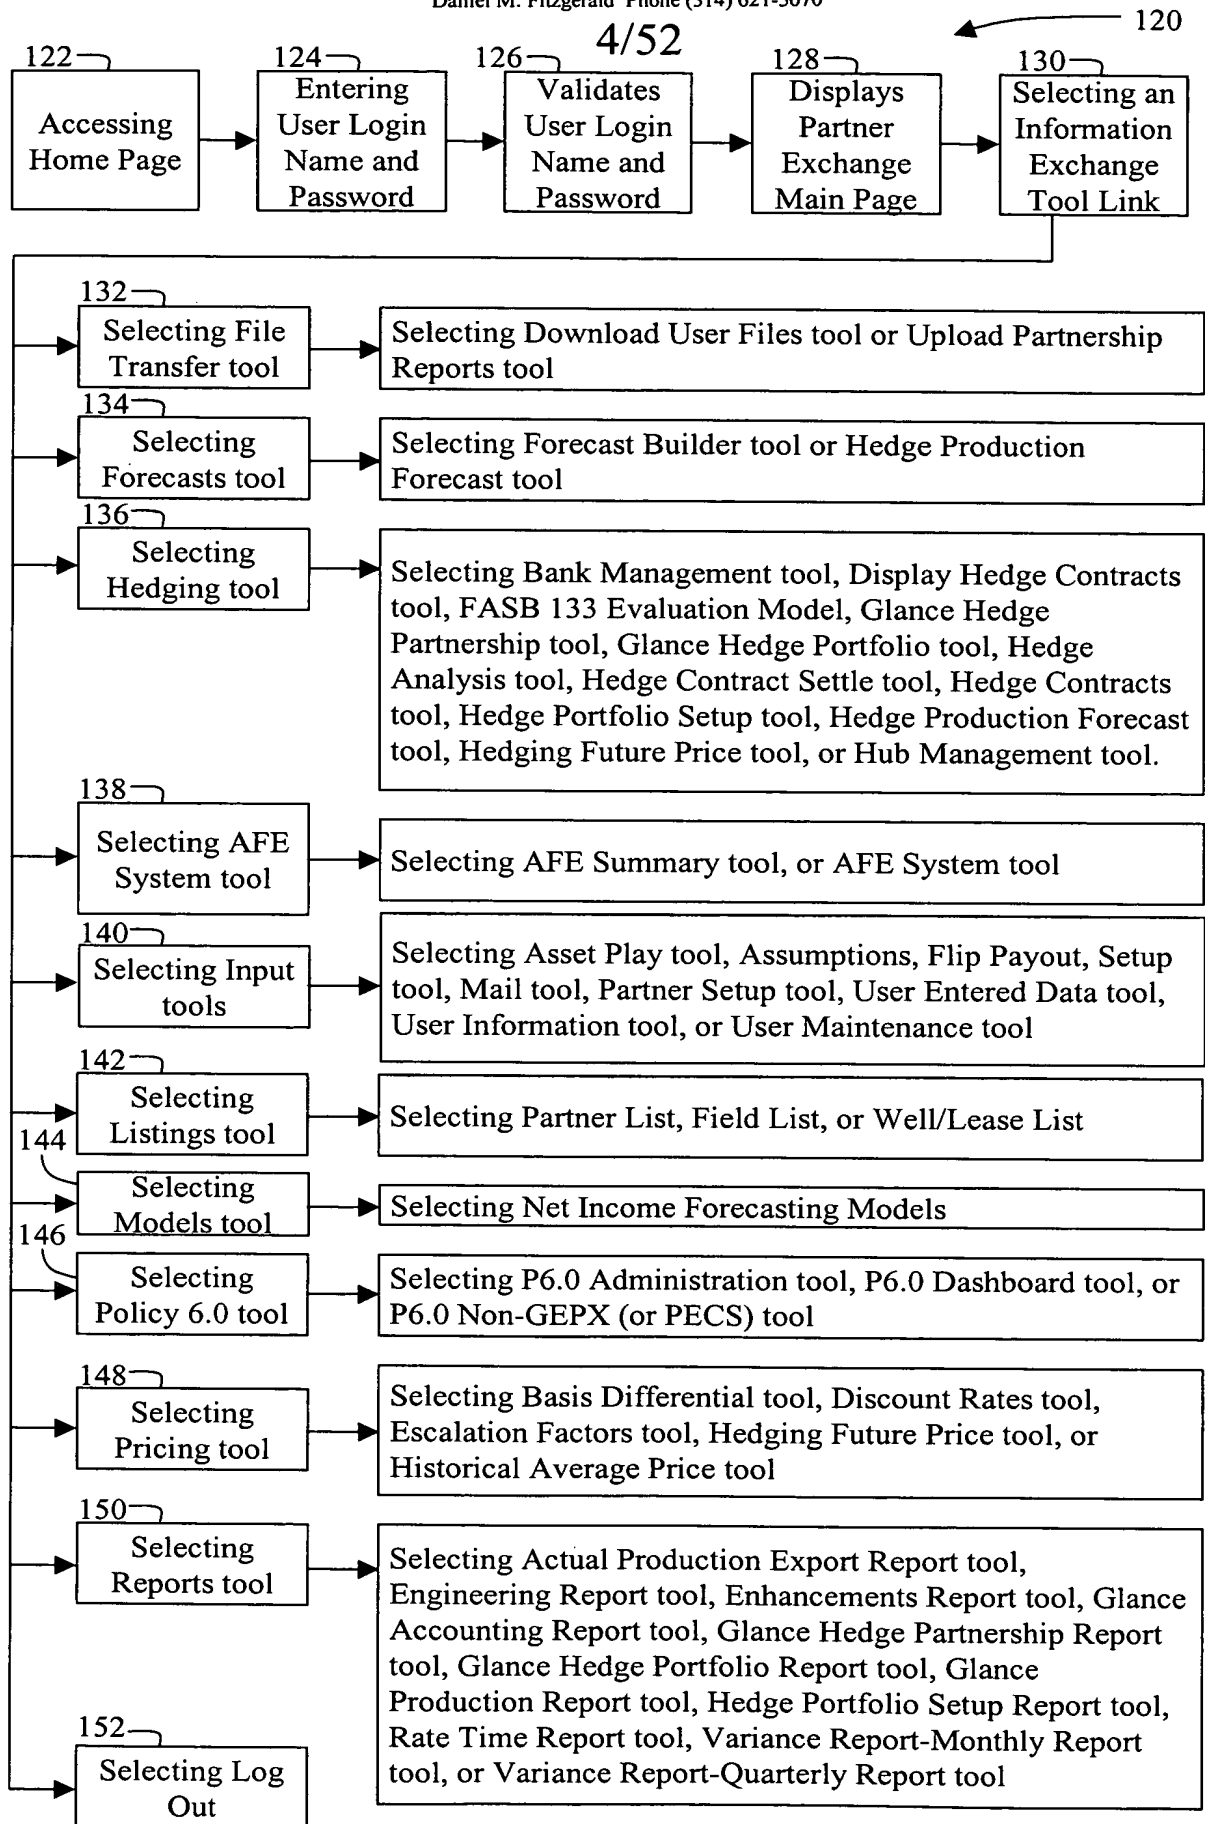 Daniel M. Fitzgerald Phone (314) 621-5070
4/52
120
122
Accessing
Home Page
124
Entering
User Login
Name and
Password
126
Validates
User Login
Name and
Password
128
Displays
Partner
Exchange
Main Page
130
Selecting an
Information
Exchange
Tool Link
132
Selecting File
Transfer tool
Selecting Download User Files tool or Upload Partnership
Reports tool
134
Selecting
Forecasts tool
Selecting Forecast Builder tool or Hedge Production
Forecast tool
136
Selecting
Hedging tool
Selecting Bank Management tool, Display Hedge Contracts
tool, FASB 133 Evaluation Model, Glance Hedge
Partnership tool, Glance Hedge Portfolio tool, Hedge
Analysis tool, Hedge Contract Settle tool, Hedge Contracts
tool, Hedge Portfolio Setup tool, Hedge Production Forecast
tool, Hedging Future Price tool, or Hub Management tool.
138
Selecting AFE
System tool
Selecting AFE Summary tool, or AFE System tool
140
Selecting Input
tools
Selecting Asset Play tool, Assumptions, Flip Payout, Setup
tool, Mail tool, Partner Setup tool, User Entered Data tool,
User Information tool, or User Maintenance tool
142
Selecting
Listings tool
Selecting Partner List, Field List, or Well/Lease List
144
Selecting
Models tool
Selecting Net Income Forecasting Models
146
Selecting
Policy 6.0 tool
Selecting P6.0 Administration tool, P6.0 Dashboard tool, or
P6.0 Non-GEPX (or PECS) tool
148
Selecting
Pricing tool
Selecting Basis Differential tool, Discount Rates tool,
Escalation Factors tool, Hedging Future Price tool, or
Historical Average Price tool
150
Selecting
Reports tool
Selecting Actual Production Export Report tool,
Engineering Report tool, Enhancements Report tool, Glance
Accounting Report tool, Glance Hedge Partnership Report
tool, Glance Hedge Portfolio Report tool, Glance
Production Report tool, Hedge Portfolio Setup Report tool,
Rate Time Report tool, Variance Report-Monthly Report
tool, or Variance Report-Quarterly Report tool
152
Selecting Log
Out